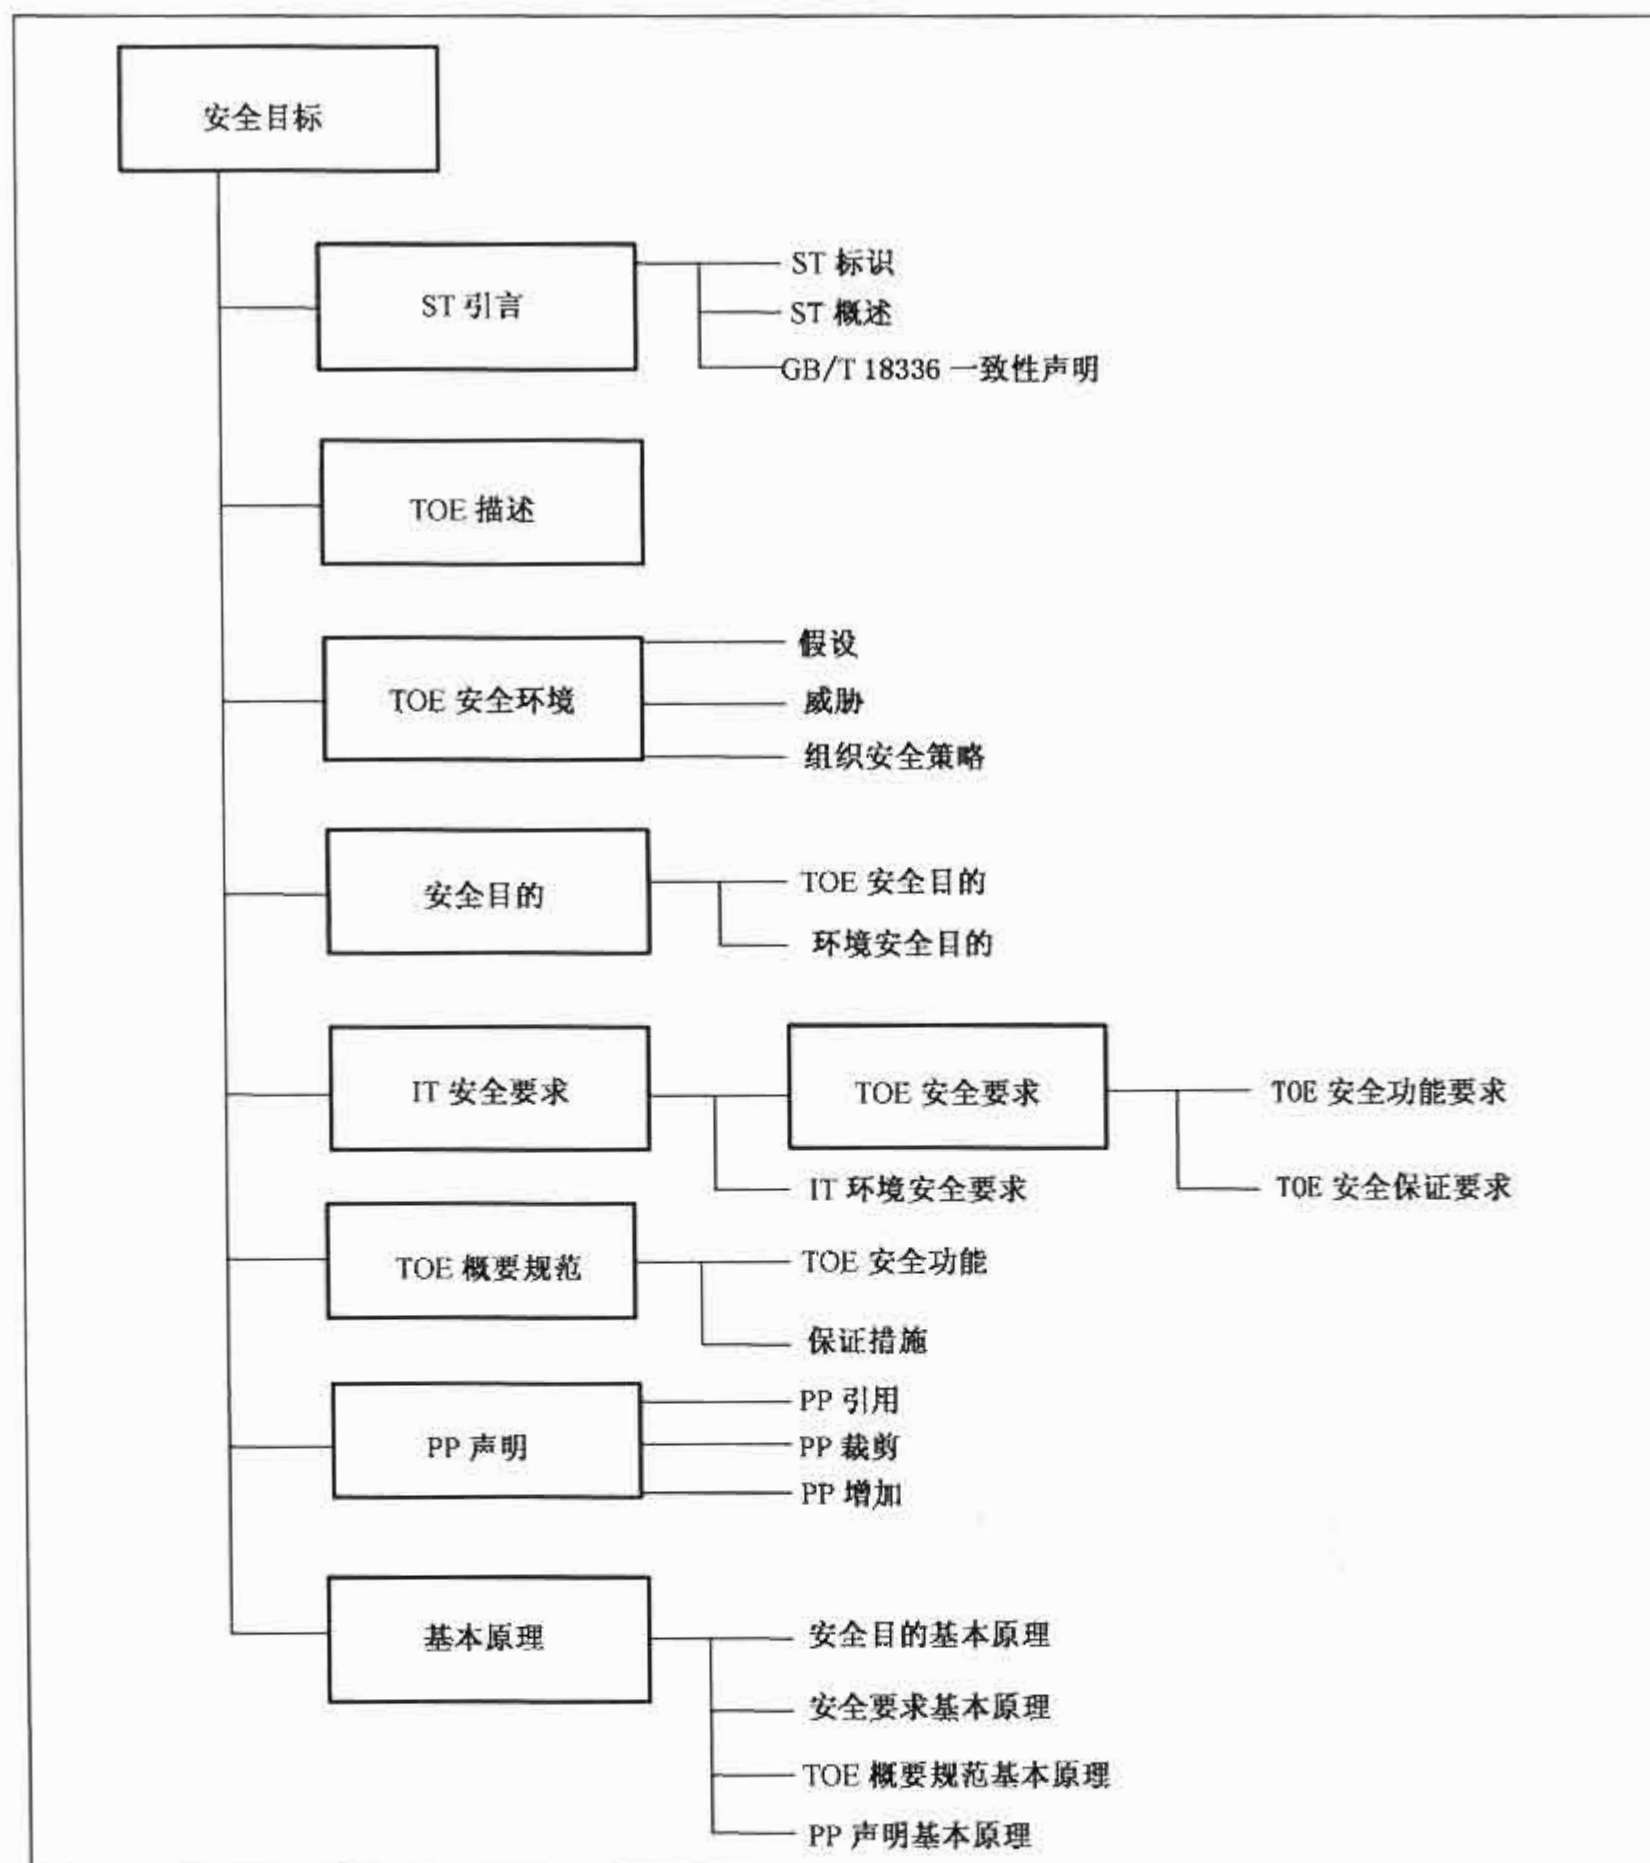 安全目标
ST 引言
ST 标识
ST 概述
GB/T 18336 一致性声明
TOE 描述
TOE 安全环境
假设
威胁
组织安全策略
安全目的
TOE 安全目的
环境安全目的
IT 安全要求
TOE 安全要求
TOE 安全功能要求
TOE 安全保证要求
IT 环境安全要求
TOE 概要规范
TOE 安全功能
保证措施
PP 声明
PP 引用
PP 裁剪
PP 增加
基本原理
安全目的基本原理
安全要求基本原理
TOE 概要规范基本原理
PP 声明基本原理